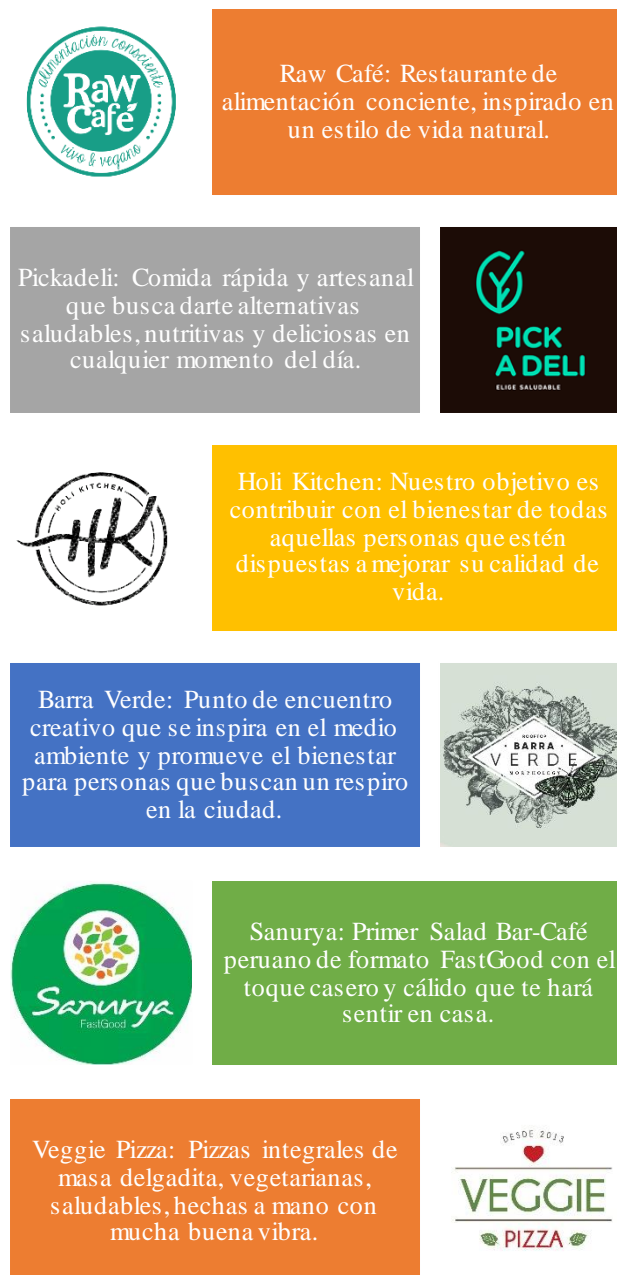 alimentación consciente
Raw
Café
vivo & vegano
Raw Café: Restaurante de
alimentación conciente, inspirado en
un estilo de vida natural.
Pickadeli: Comida rápida y artesanal
que busca darte alternativas
saludables, nutritivas y deliciosas en
cualquier momento del día.
PICK
A DELI
ELIGE SALUDABLE
HOLI KITCHEN
HK
Holi Kitchen: Nuestro objetivo es
contribuir con el bienestar de todas
aquellas personas que estén
dispuestas a mejorar su calidad de
vida.
Barra Verde: Punto de encuentro
creativo que se inspira en el medio
ambiente y promueve el bienestar
para personas que buscan un respiro
en la ciudad.
ROOFTOP
· BARRA ·
VERDE
MORPHOLOGY
Sanurya
FastGood
Sanurya: Primer Salad Bar-Café
peruano de formato FastGood con el
toque casero y cálido que te hará
sentir en casa.
Veggie Pizza: Pizzas integrales de
masa delgadita, vegetarianas,
saludables, hechas a mano con
mucha buena vibra.
DESDE 2013
VEGGIE
PIZZA